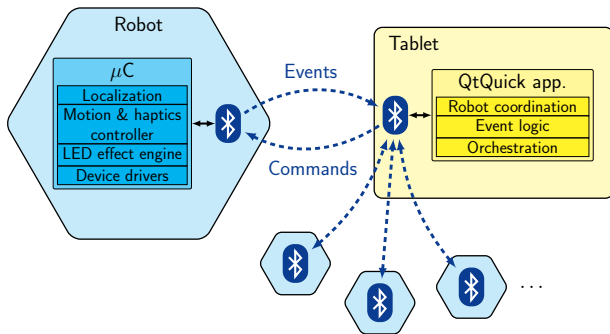 Robot
μC
Localization
Motion & haptics
controller
LED effect engine
Device drivers
Events
Commands
Tablet
QtQuick app.
Robot coordination
Event logic
Orchestration
...